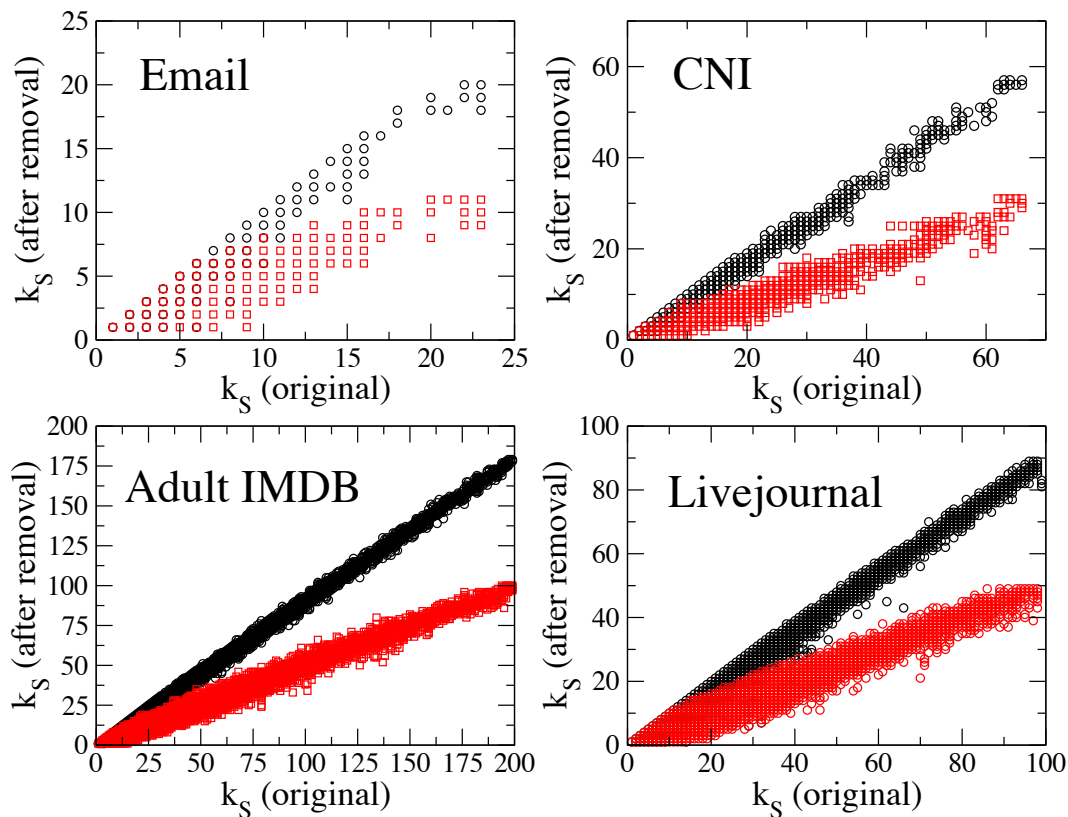 Email
k_S (after removal)
25
20
15
10
5
0
0 5 10 15 20 25
k_S (original)
CNI
k_S (after removal)
60
40
20
0
0 20 40 60
k_S (original)
Adult IMDB
k_S (after removal)
200
175
150
125
100
75
50
25
0
0 25 50 75 100 125 150 175 200
k_S (original)
Livejournal
k_S (after removal)
100
80
60
40
20
0
0 20 40 60 80 100
k_S (original)